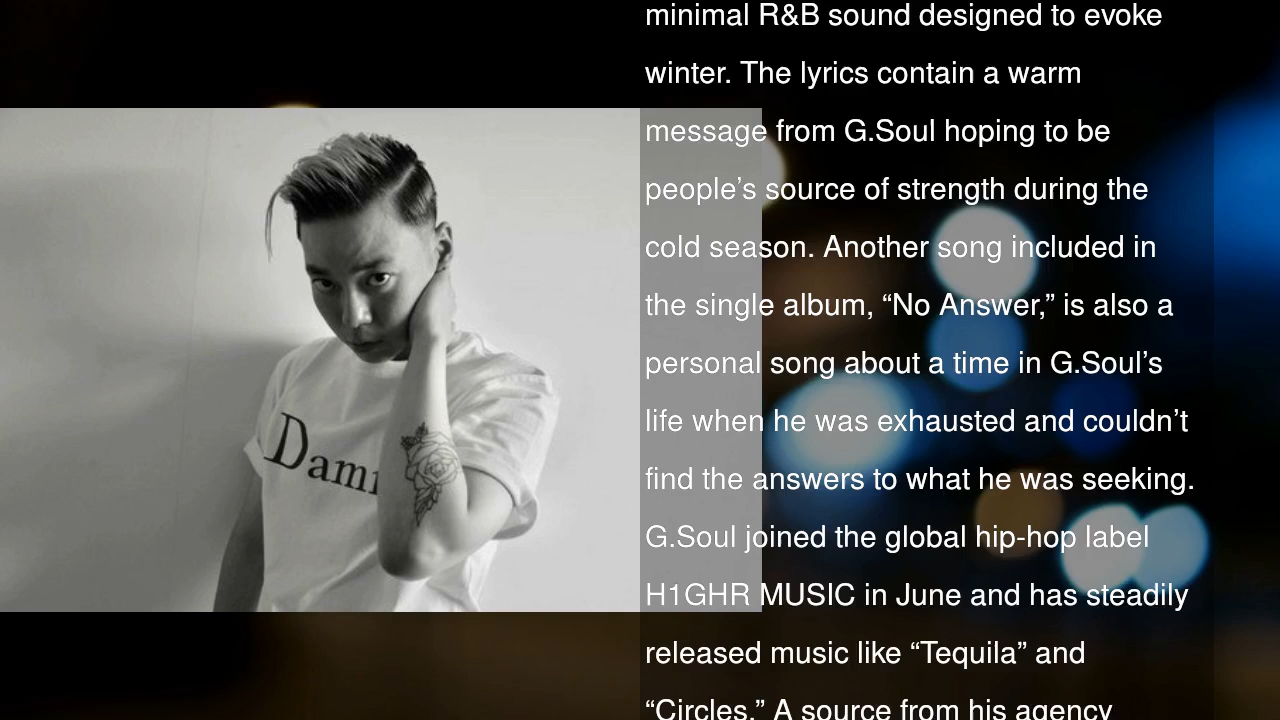 minimal R&B sound designed to evoke
winter. The lyrics contain a warm
message from G.Soul hoping to be
people’s source of strength during the
cold season. Another song included in
the single album, “No Answer,” is also a
personal song about a time in G.Soul’s
life when he was exhausted and couldn’t
find the answers to what he was seeking.
G.Soul joined the global hip-hop label
H1GHR MUSIC in June and has steadily
released music like “Tequila” and
“Circles.” A source from his agency